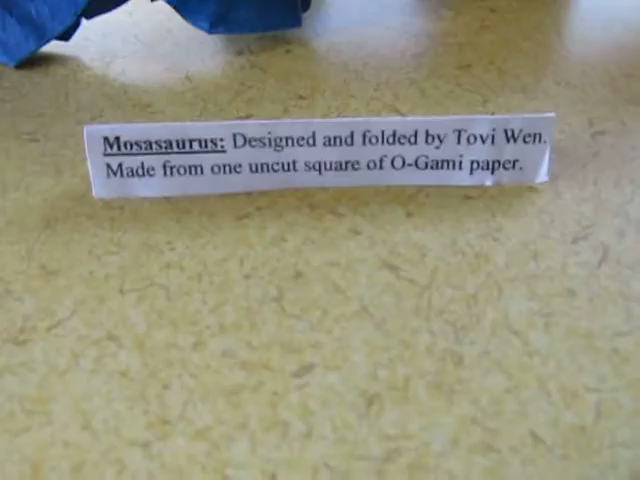 Mosasaurus: Designed and folded by Tovi Wen.
Made from one uncut square of O-Gami paper.